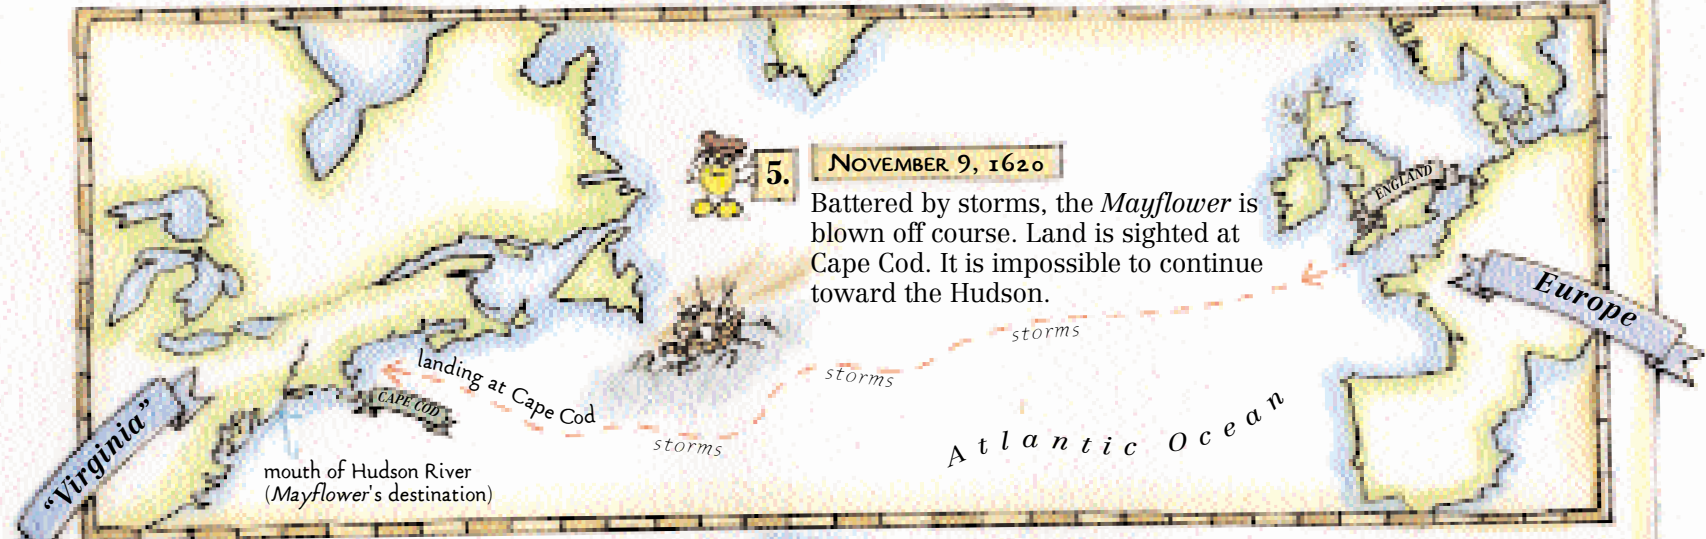 5.
November 9, 1620
Battered by storms, the Mayflower is
blown off course. Land is sighted at
Cape Cod. It is impossible to continue
toward the Hudson.
ENGLAND
Europe
storms
storms
storms
landing at Cape Cod
CAPE COD
Atlantic Ocean
"Virginia"
mouth of Hudson River
(Mayflower's destination)